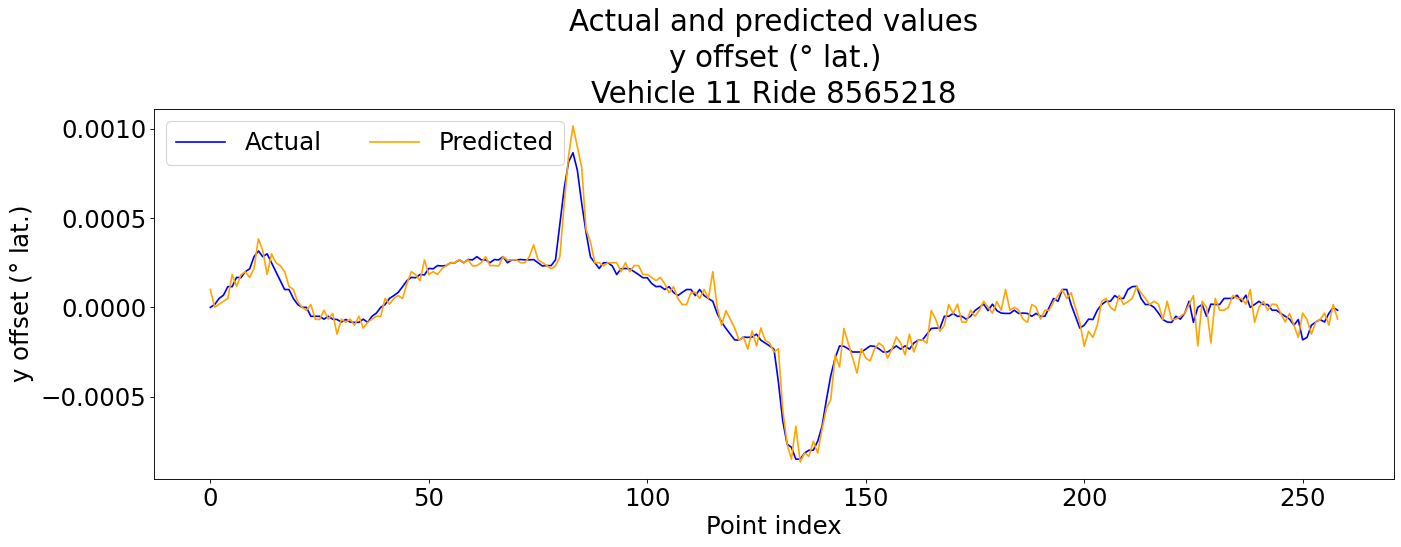 Actual and predicted values
y offset (° lat.)
Vehicle 11 Ride 8565218
Actual
Predicted
0.0010
0.0005
0.0000
−0.0005
y offset (° lat.)
0
50
100
150
200
250
Point index